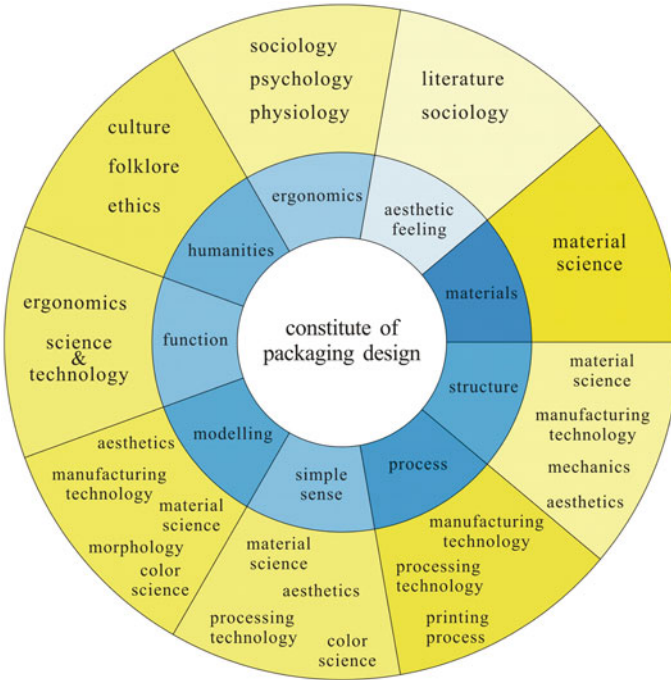 constitute of
packaging design
ergonomics
aesthetic
feeling
materials
structure
process
simple
sense
modelling
function
humanities
sociology
psychology
physiology
literature
sociology
material
science
material
science
manufacturing
technology
mechanics
aesthetics
manufacturing
technology
processing
technology
printing
process
material
science
aesthetics
processing
technology
color
science
aesthetics
manufacturing
technology
material
science
morphology
color
science
ergonomics
science
&
technology
culture
folklore
ethics